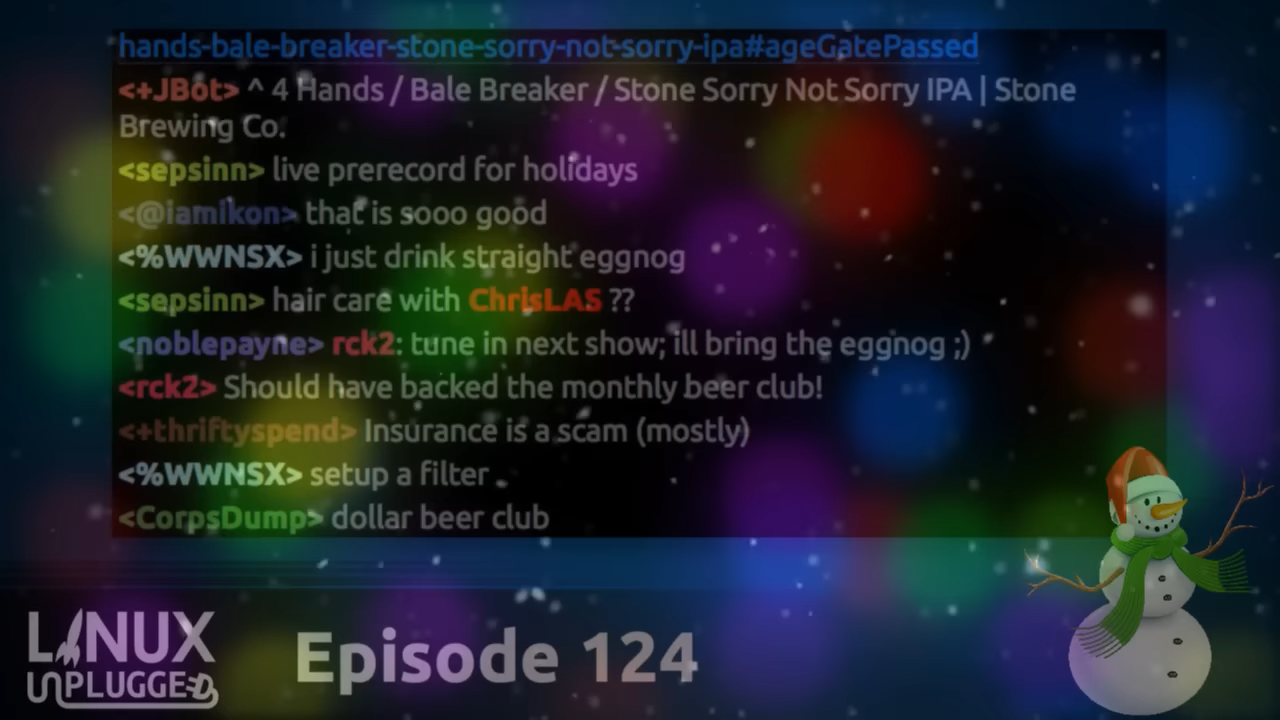 hands-bale-breaker-stone-sorry-not-sorry-ipa#ageGatePassed
<+JBot> ^ 4 Hands / Bale Breaker / Stone Sorry Not Sorry IPA | Stone
Brewing Co.
<sepsinn> live prerecord for holidays
<@iamikon> that is sooo good
<%WWNSX> i just drink straight eggnog
<sepsinn> hair care with ChrisLAS ??
<noblepayne> rck2: tune in next show; ill bring the eggnog ;)
<rck2> Should have backed the monthly beer club!
<+thriftyspend> Insurance is a scam (mostly)
<%WWNSX> setup a filter
<CorpsDump> dollar beer club
LINUX
UNPLUGGED
Episode 124